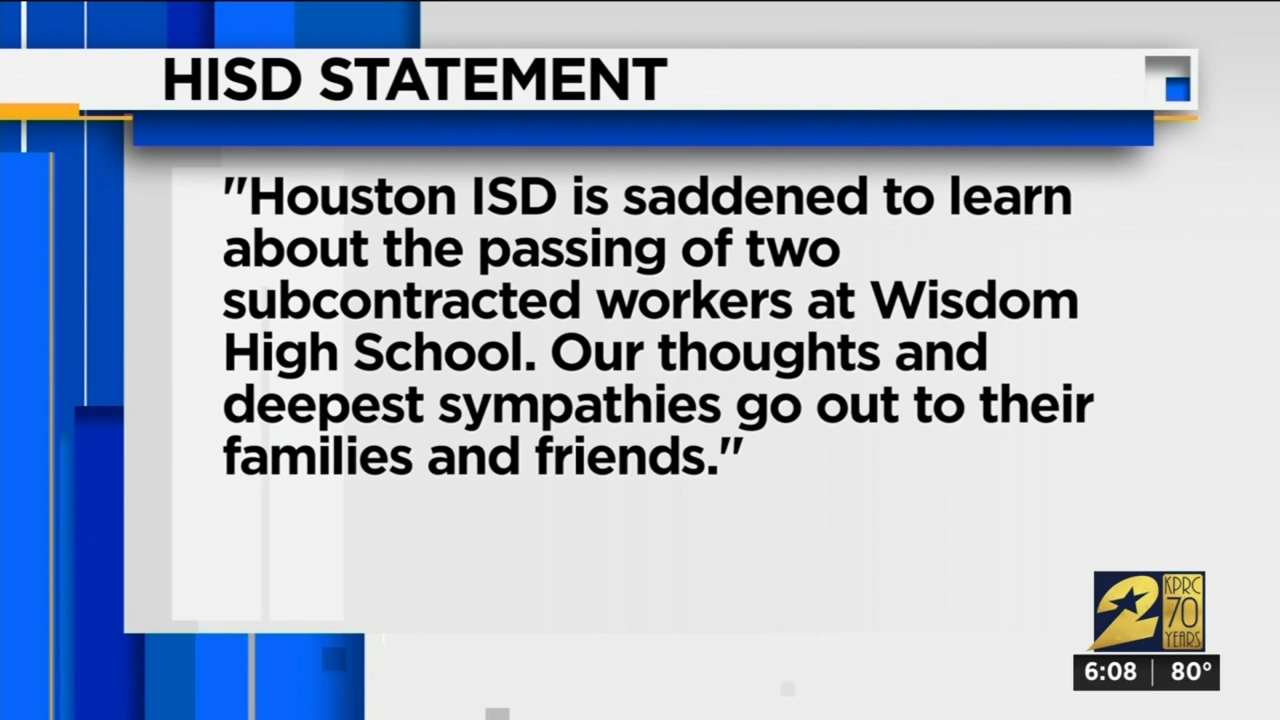 HISD STATEMENT
"Houston ISD is saddened to learn
about the passing of two
subcontracted workers at Wisdom
High School. Our thoughts and
deepest sympathies go out to their
families and friends."
2
KPRC
70
YEARS
6:08 80°